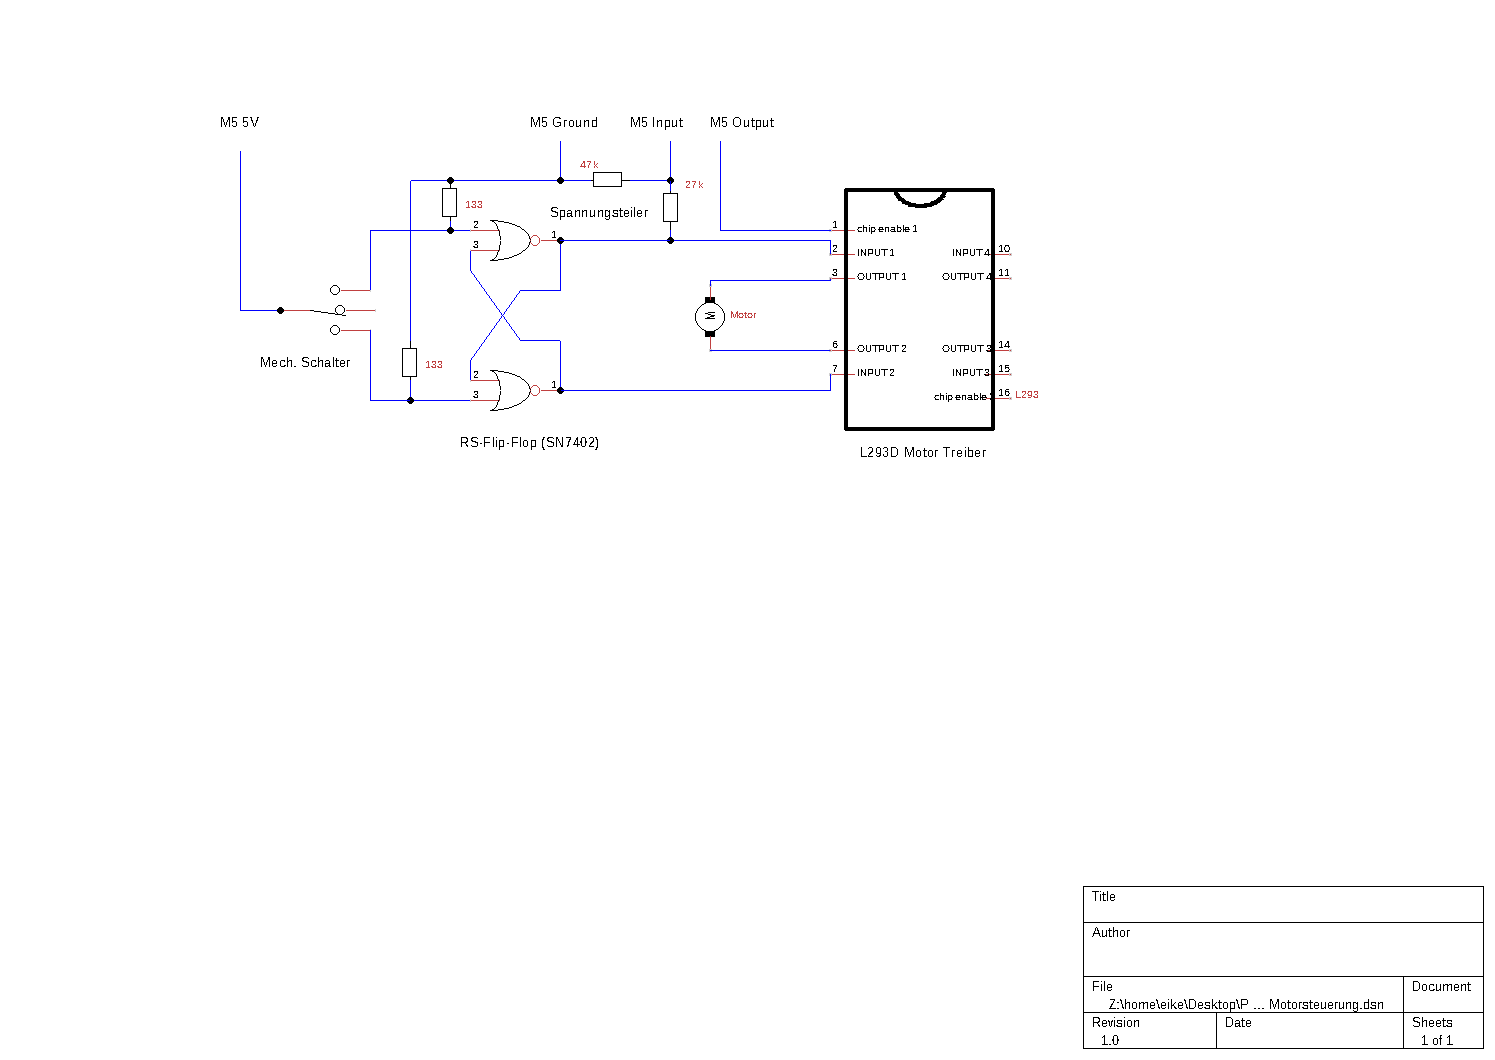 M5 5V
M5 Ground
M5 Input
M5 Output
47k
27k
133
Spannungsteiler
2
3
1
1 chip enable 1
2 INPUT 1
3 OUTPUT 1
6 OUTPUT 2
7 INPUT 2
INPUT 4 10
OUTPUT 4 11
OUTPUT 3 14
INPUT 3 15
chip enable 16
L293
M
Motor
Mech. Schalter
133
2
3
1
RS-Flip-Flop (SN7402)
L293D Motor Treiber
Title
Author
File
Z:\home\eike\Desktop\P ... Motorsteuerung.dsn
Document
Revision
1.0
Date
Sheets
1 of 1